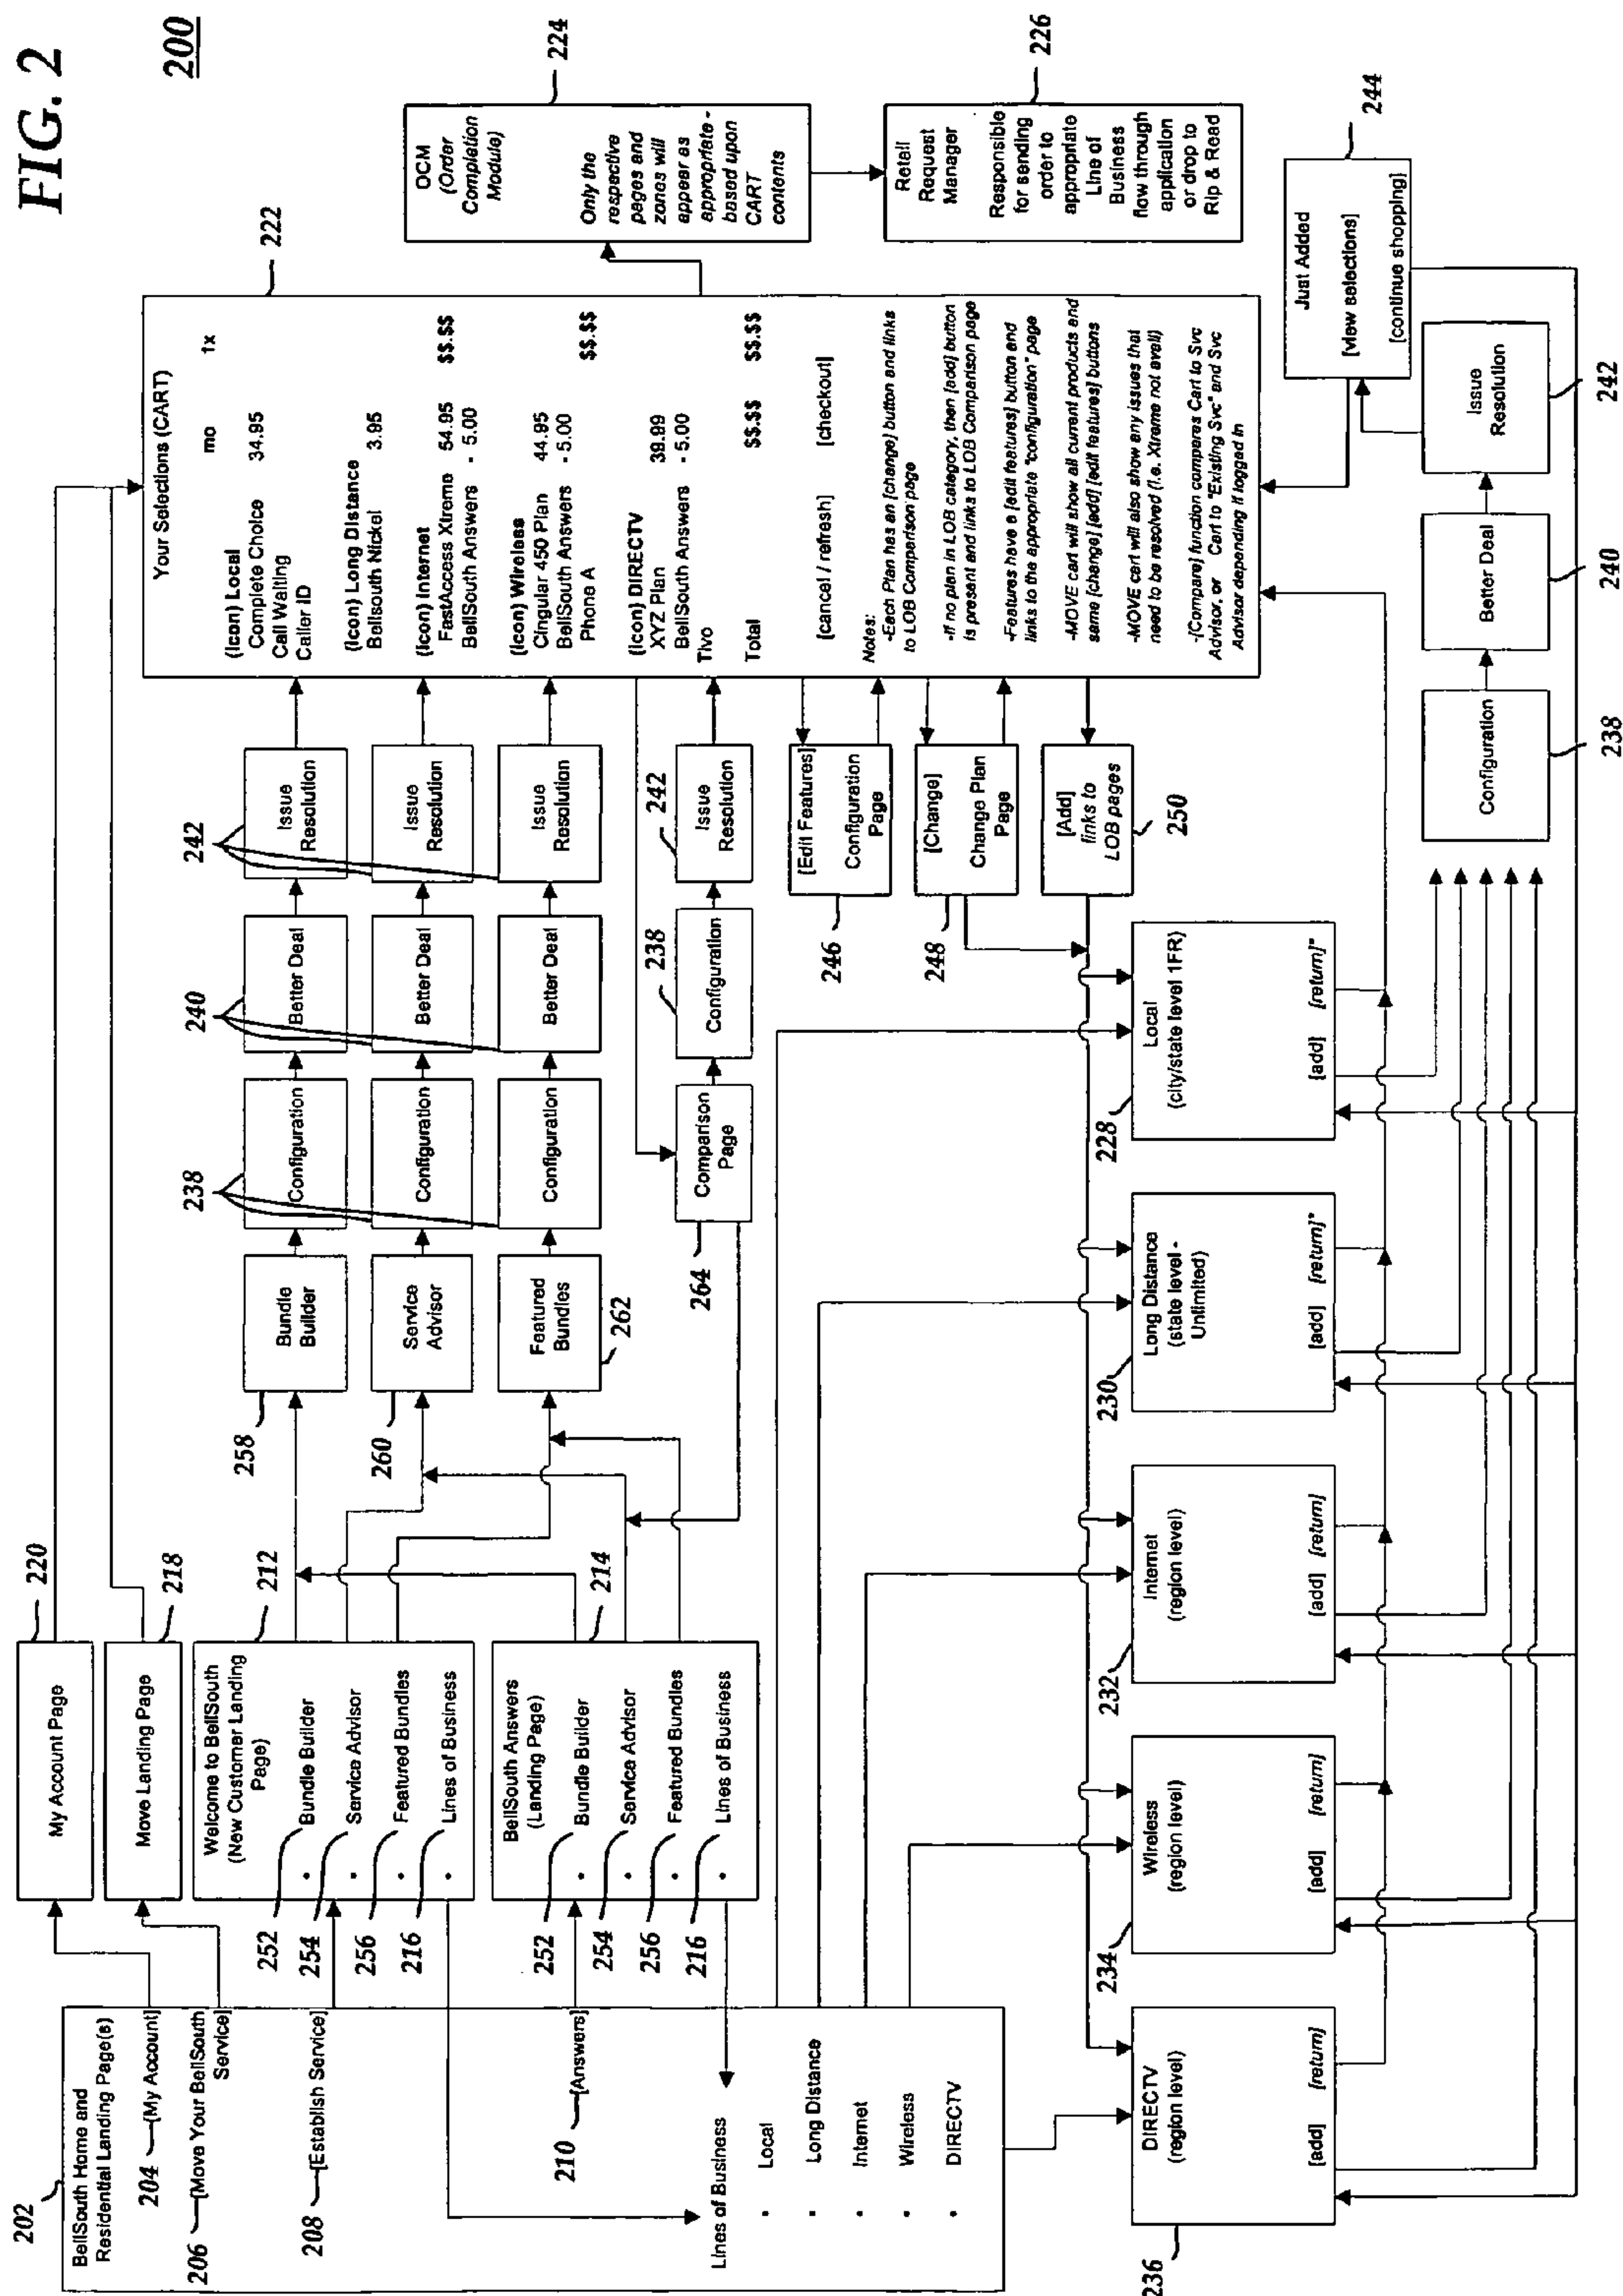 FIG. 2
200
202
BellSouth Home and
Residential Landing Page(s)
204
[My Account]
206
[Move Your BellSouth
Service]
208
[Establish Service]
210
[Answers]
Lines of Business
• Local
• Long Distance
• Internet
• Wireless
• DIRECTV
220
My Account Page
218
Move Landing Page
212
Welcome to BellSouth
(New Customer Landing
Page)
252
• Bundle Builder
254
• Service Advisor
256
• Featured Bundles
216
• Lines of Business
214
BellSouth Answers
(Landing Page)
252
• Bundle Builder
254
• Service Advisor
256
• Featured Bundles
216
• Lines of Business
258
Bundle
Builder
260
Service
Advisor
262
Featured
Bundles
238
Configuration
Configuration
Configuration
240
Better Deal
Better Deal
Better Deal
242
Issue
Resolution
Issue
Resolution
Issue
Resolution
264
Comparison
Page
238
Configuration
242
Issue
Resolution
246
[Edit Features]
Configuration
Page
248
[Change]
Change Plan
Page
250
[Add]
links to
LOB pages
222
Your Selections (CART)
mo 1x
(Icon) Local
Complete Choice 34.95
Call Waiting
Caller ID
(Icon) Long Distance
Bellsouth Nickel 3.95
(Icon) Internet
FastAccess Xtreme 54.95 $$.$$
BellSouth Answers - 5.00
(Icon) Wireless
Cingular 450 Plan 44.95
BellSouth Answers - 5.00
Phone A $$.$$
(Icon) DIRECTV
XYZ Plan 39.99
BellSouth Answers - 5.00
Tivo
Total $$.$$ $$.$$
[cancel / refresh] [checkout]
Notes:
-Each Plan has an [change] button and links
to LOB Comparison page
-If no plan in LOB category, then [add] button
is present and links to LOB Comparison page
-Features have a [edit features] button and
links to the appropriate "configuration" page
-MOVE cart will show all current products and
same [change] [add] [edit features] buttons
-MOVE cart will also show any issues that
need to be resolved (i.e. Xtreme not avail)
-[Compare] function compares Cart to Svc
Advisor, or Cart to "Existing Svc" and Svc
Advisor depending if logged in
224
OCM
(Order
Completion
Module)
Only the
respective
pages and
zones will
appear as
appropriate -
based upon
CART
contents
226
Retail
Request
Manager
Responsible
for sending
order to
appropriate
Line of
Business
flow through
application
or drop to
Rip & Read
236
DIRECTV
(region level)
[add] [return]
234
Wireless
(region level)
[add] [return]
232
Internet
(region level)
[add] [return]
230
Long Distance
(state level -
Unlimited)
[add] [return]*
228
Local
(city/state level 1FR)
[add] [return]*
238
Configuration
240
Better Deal
242
Issue
Resolution
244
Just Added
[view selections]
[continue shopping]